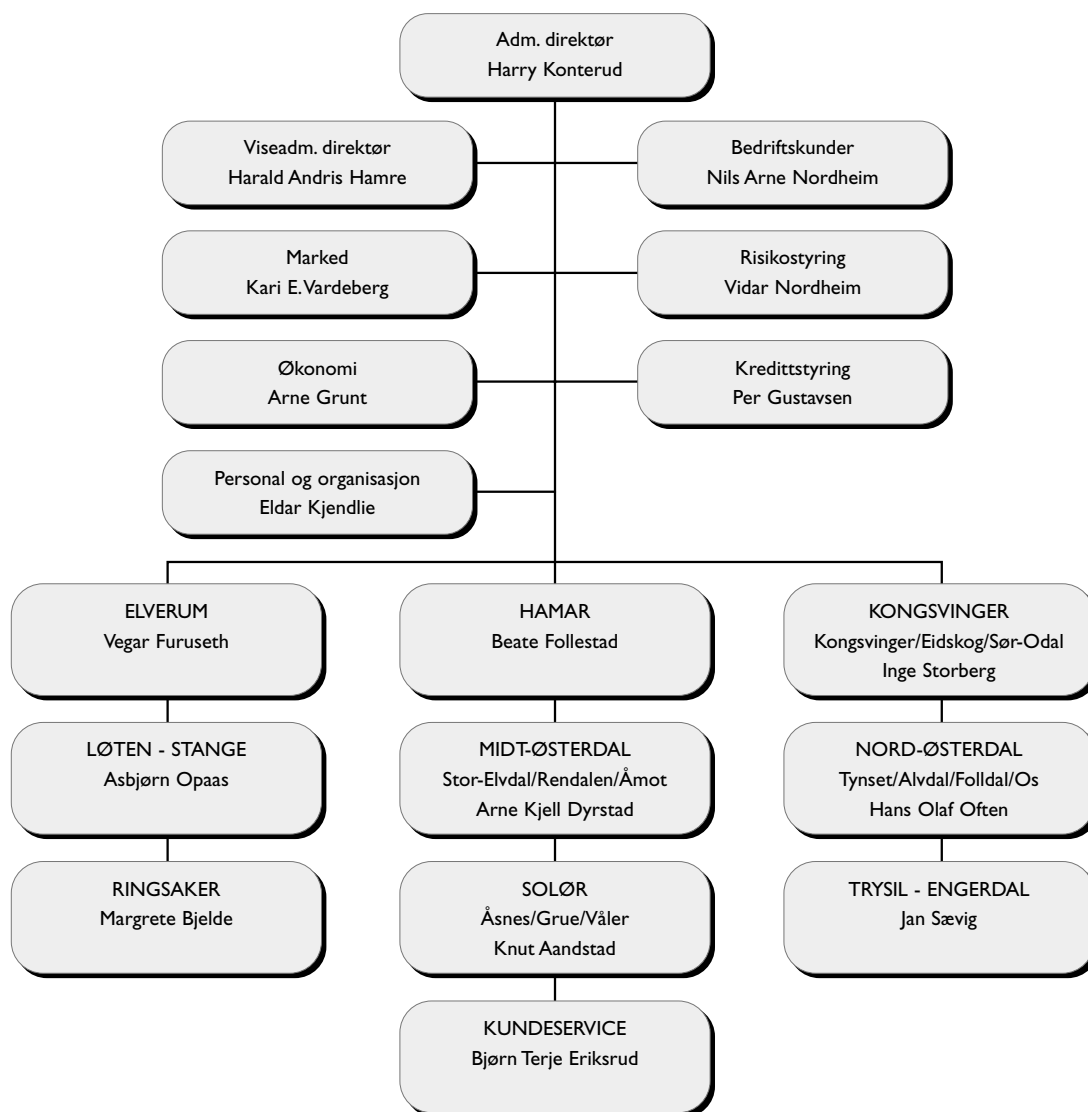 Adm. direktør
Harry Konterud
Viseadm. direktør
Harald Andris Hamre
Bedriftskunder
Nils Arne Nordheim
Marked
Kari E. Vardeberg
Risikostyring
Vidar Nordheim
Økonomi
Arne Grunt
Kredittstyring
Per Gustavsen
Personal og organisasjon
Eldar Kjendlie
ELVERUM
Vegar Furuseth
HAMAR
Beate Follestad
KONGSVINGER
Kongsvinger/Eidskog/Sør-Odal
Inge Storberg
LØTEN - STANGE
Asbjørn Opaas
MIDT-ØSTERDAL
Stor-Elvdal/Rendalen/Åmot
Arne Kjell Dyrstad
NORD-ØSTERDAL
Tynset/Alvdal/Folldal/Os
Hans Olaf Often
RINGSAKER
Margrete Bjelde
SOLØR
Åsnes/Grue/Våler
Knut Aandstad
TRYSIL - ENGERDAL
Jan Sævig
KUNDESERVICE
Bjørn Terje Eriksrud